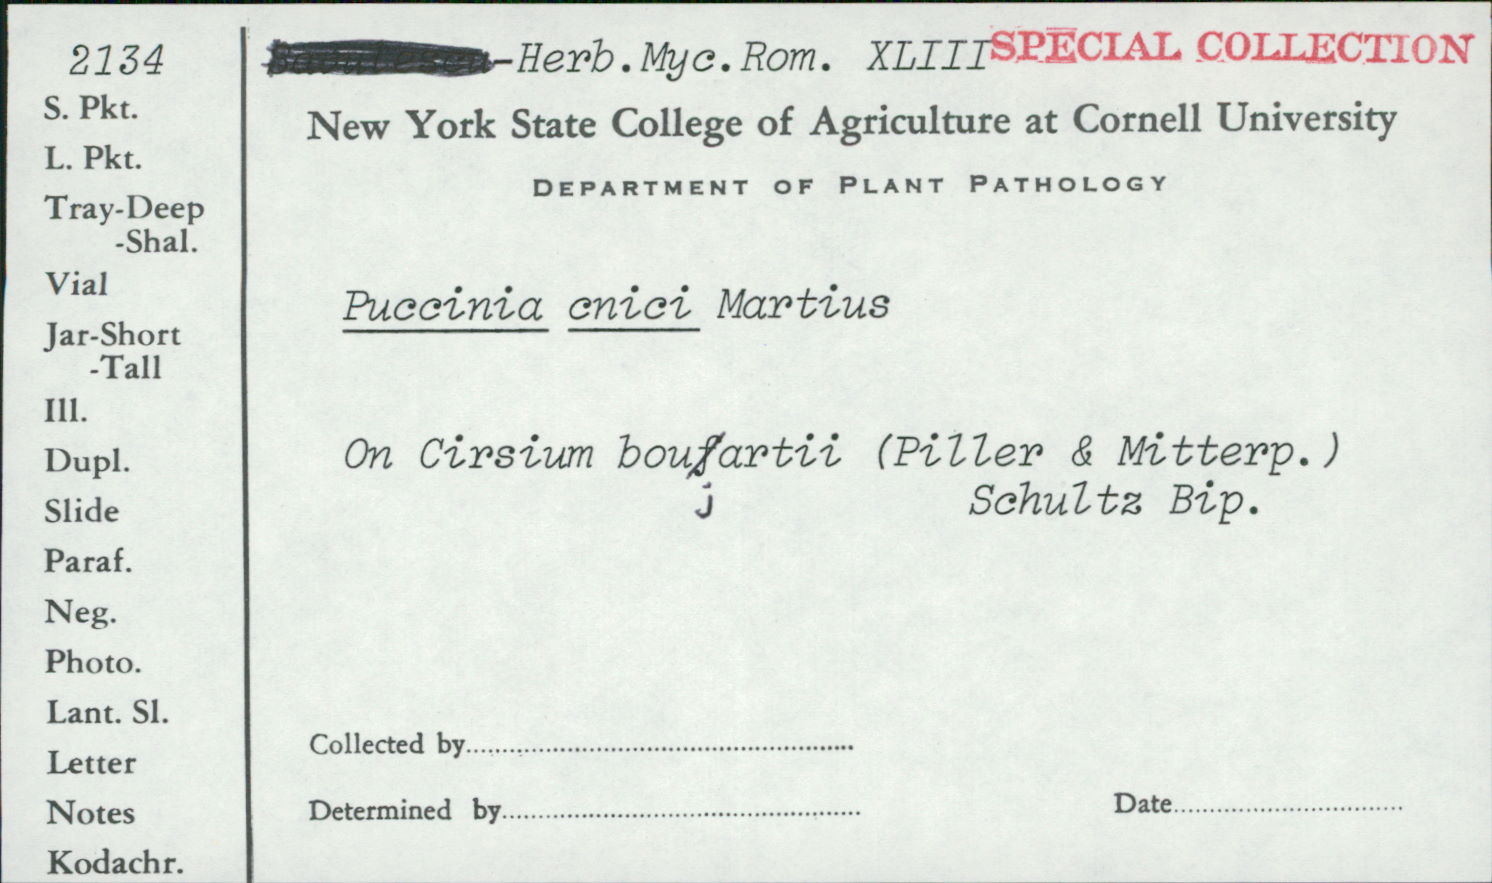 2134
-Herb.Myc.Rom. XLIII SPECIAL COLLECTION
New York State College of Agriculture at Cornell University
DEPARTMENT OF PLANT PATHOLOGY
S. Pkt.
L. Pkt.
Tray-Deep
-Shal.
Vial
Jar-Short
-Tall
Ill.
Dupl.
Slide
Paraf.
Neg.
Photo.
Lant. Sl.
Letter
Notes
Kodachr.
Puccinia cnici Martius
On Cirsium boufartii (Piller & Mitterp.)
j
Schultz Bip.
Collected by
Determined by
Date